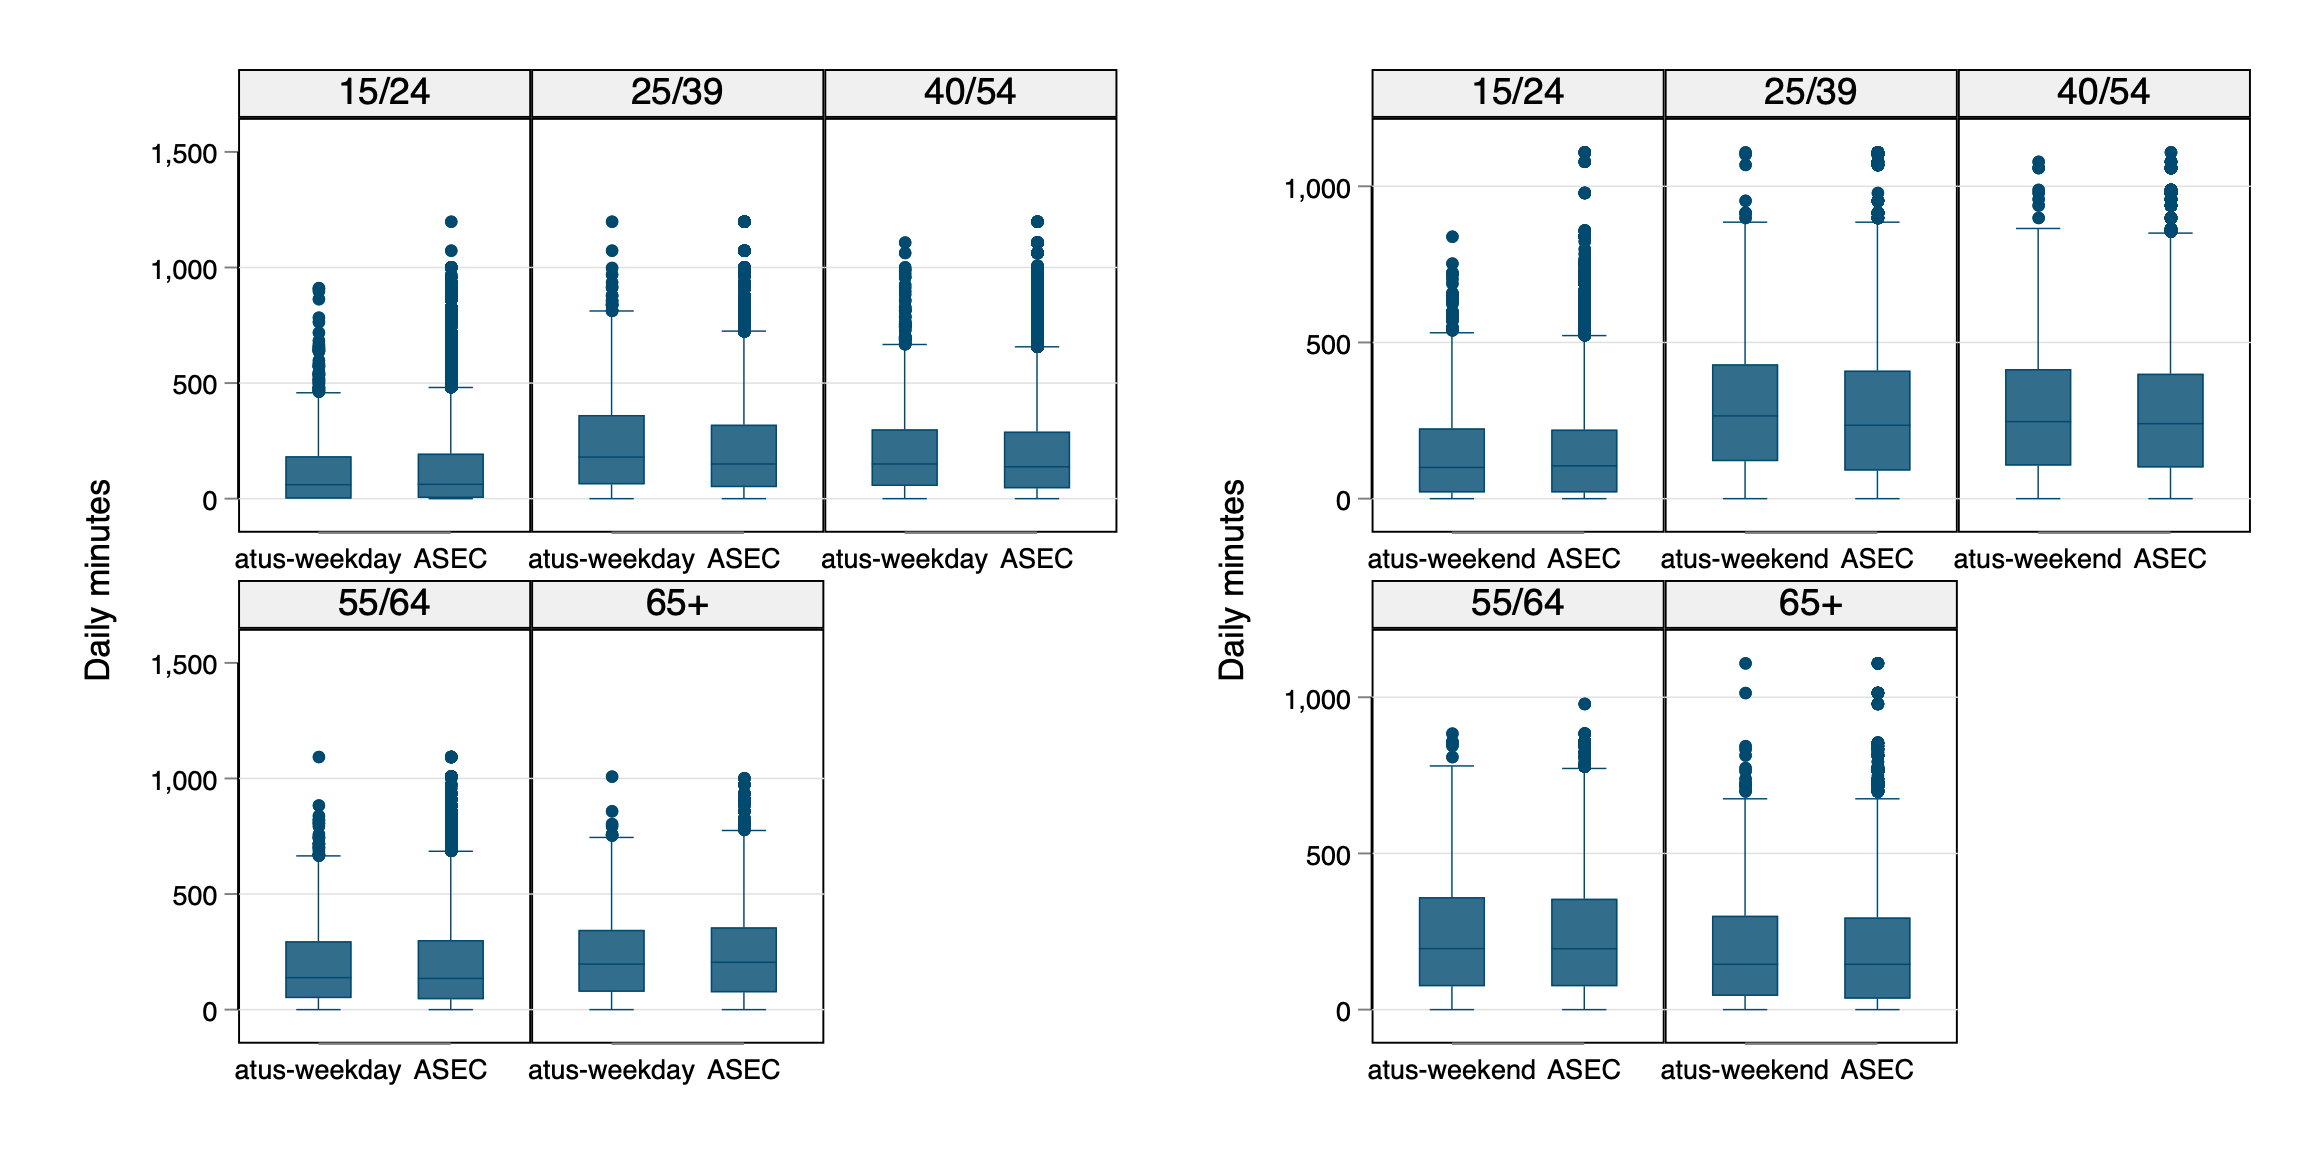 15/24 25/39 40/54
1,500
1,000
500
0
atus-weekday ASEC atus-weekday ASEC atus-weekday ASEC
55/64 65+
1,500
1,000
500
0
atus-weekday ASEC atus-weekday ASEC
Daily minutes
15/24 25/39 40/54
1,000
500
0
atus-weekend ASEC atus-weekend ASEC atus-weekend ASEC
55/64 65+
1,000
500
0
atus-weekend ASEC atus-weekend ASEC
Daily minutes